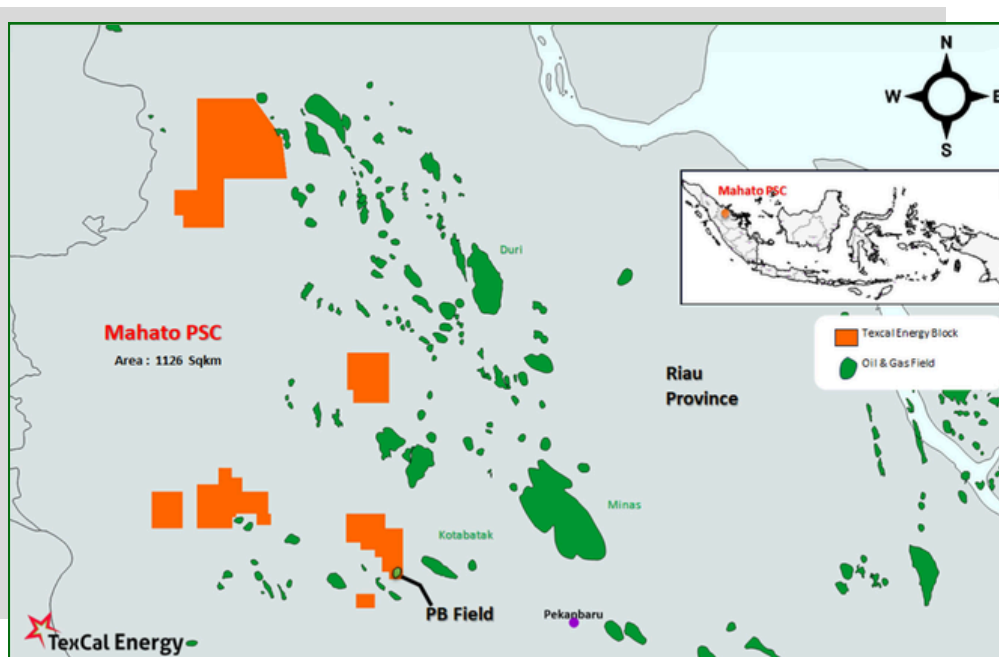 N
W
E
S
Mahato PSC
Duri
Mahato PSC
Area : 1126 Sqkm
Texcal Energy Block
Oil & Gas Field
Riau
Province
Minas
Kotabatak
PB Field
Pekanbaru
TexCal Energy